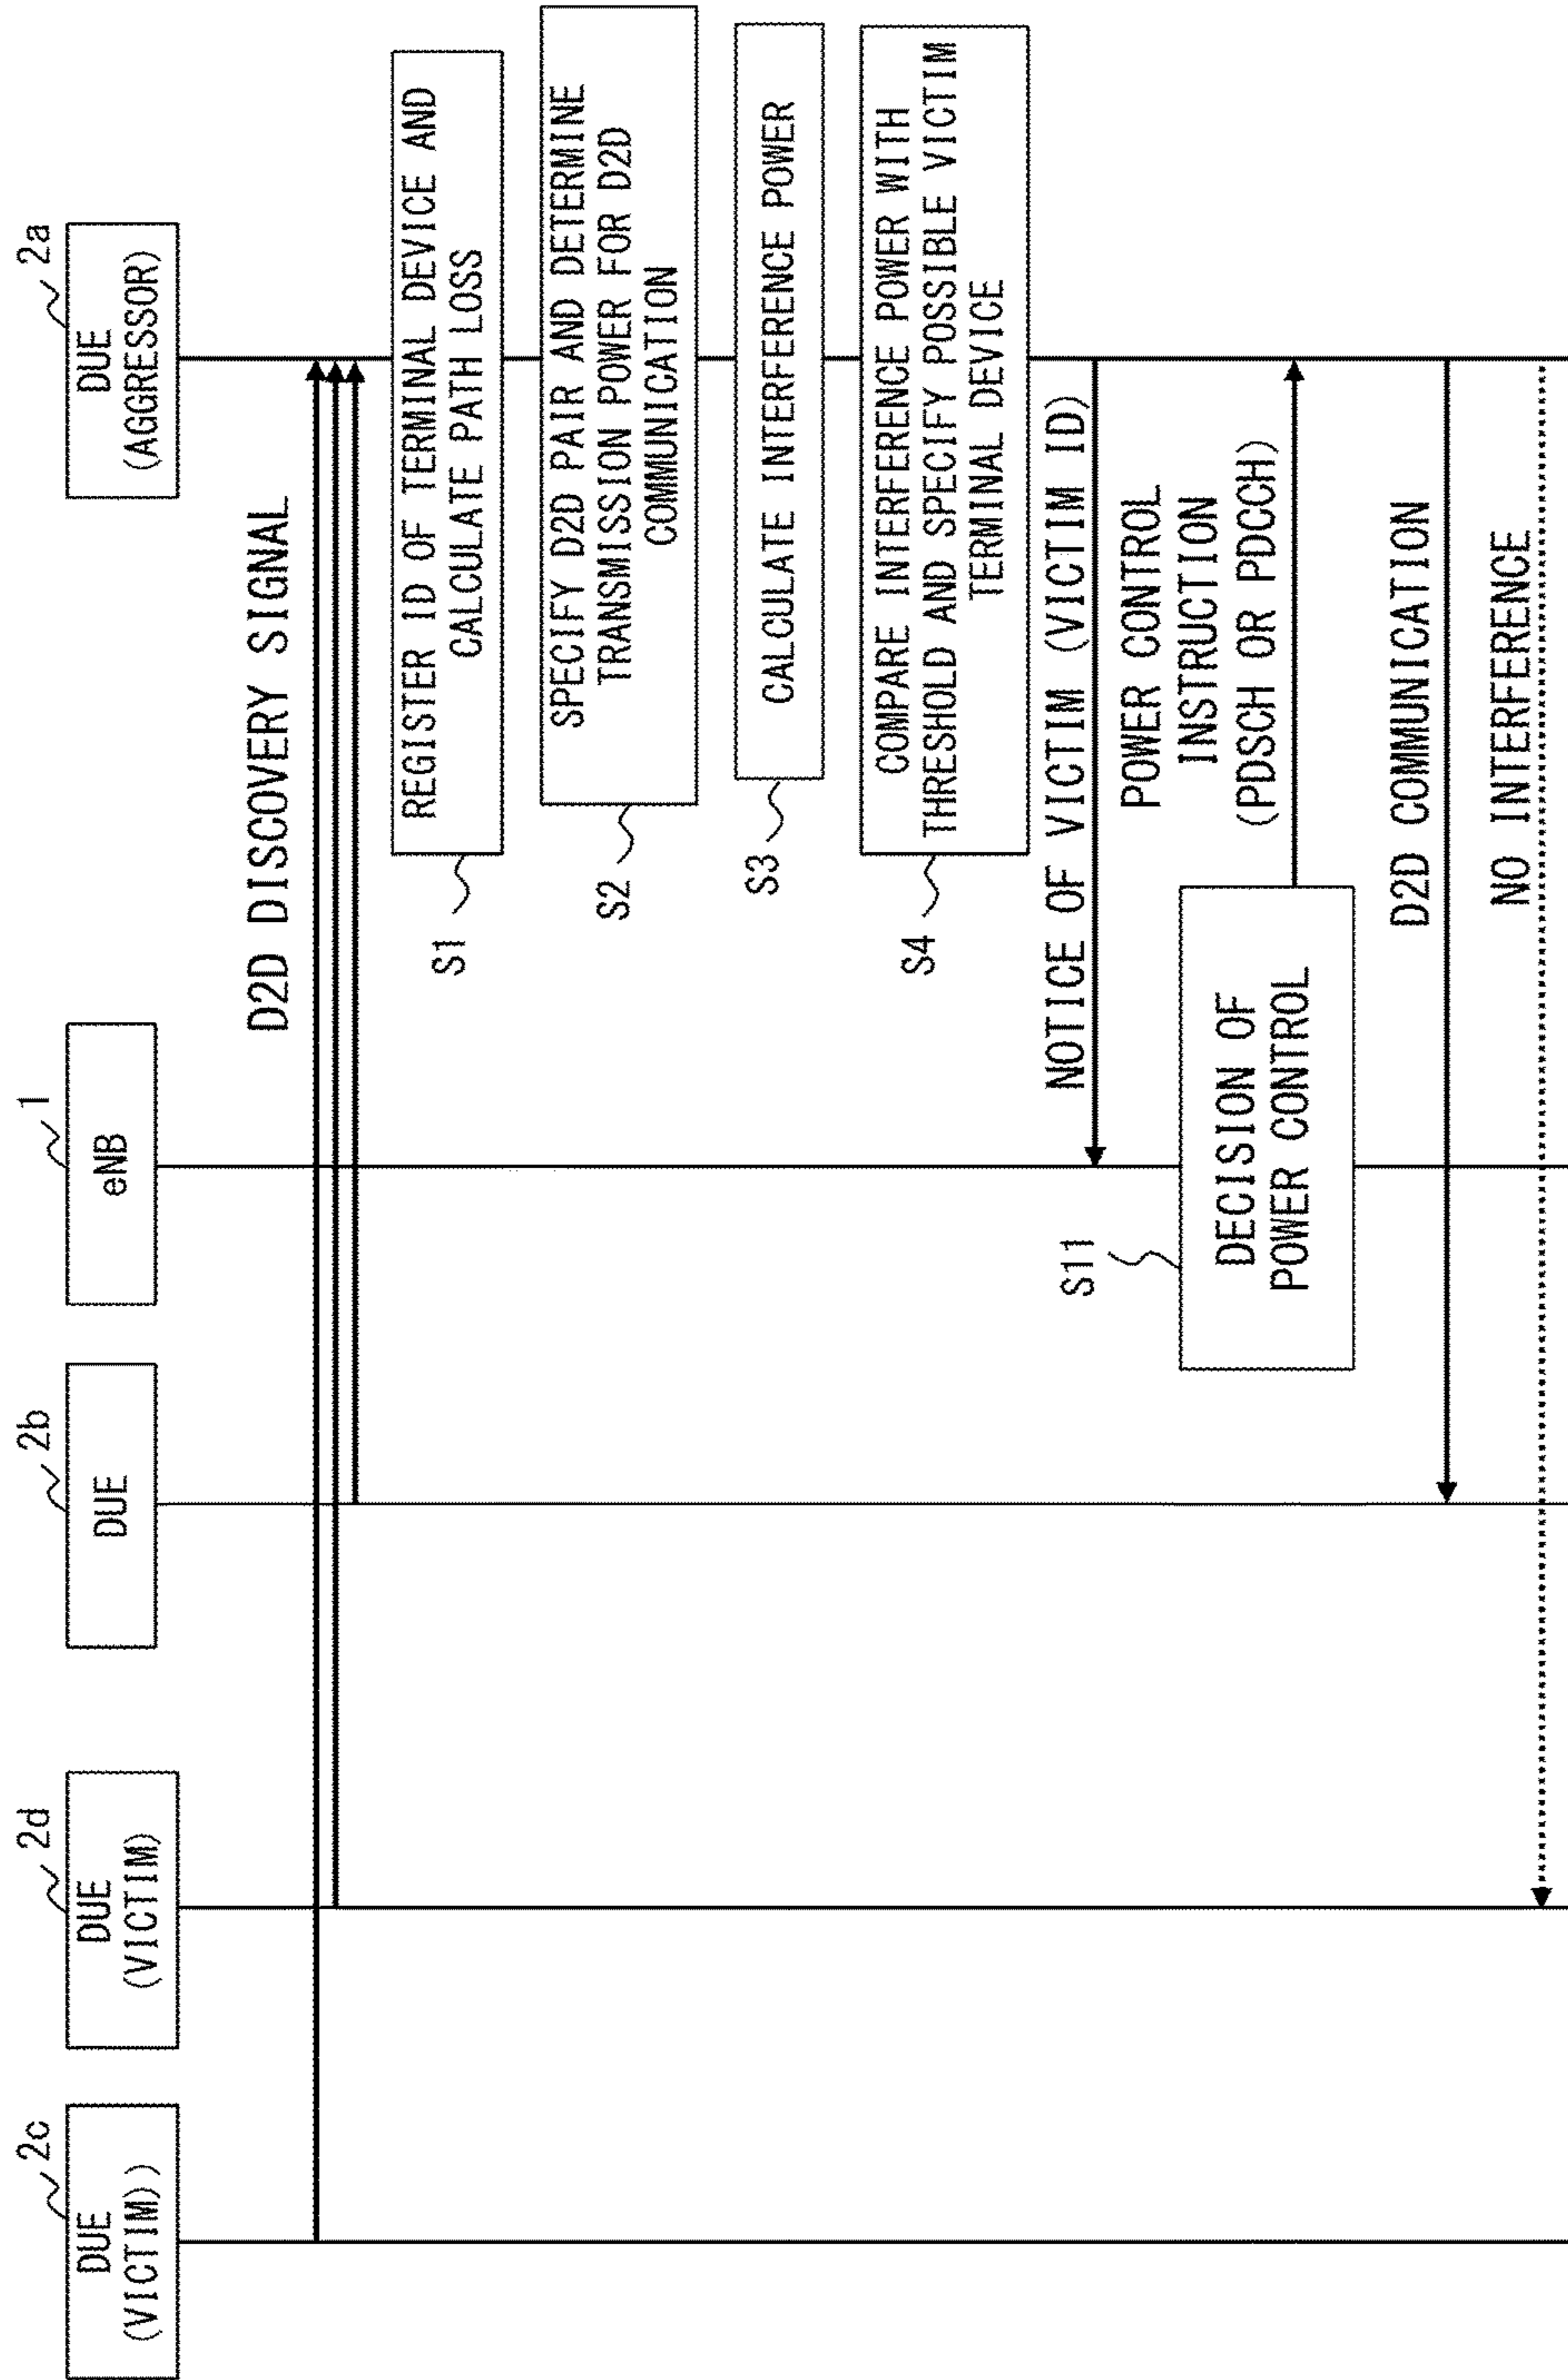 2c
DUE
(VICTIM))
2d
DUE
(VICTIM)
2b
DUE
1
eNB
2a
DUE
(AGGRESSOR)
D2D DISCOVERY SIGNAL
S1
REGISTER ID OF TERMINAL DEVICE AND
CALCULATE PATH LOSS
S2
SPECIFY D2D PAIR AND DETERMINE
TRANSMISSION POWER FOR D2D
COMMUNICATION
S3
CALCULATE INTERFERENCE POWER
S4
COMPARE INTERFERENCE POWER WITH
THRESHOLD AND SPECIFY POSSIBLE VICTIM
TERMINAL DEVICE
NOTICE OF VICTIM (VICTIM ID)
S11
DECISION OF
POWER CONTROL
POWER CONTROL
INSTRUCTION
(PDSCH OR PDCCH)
D2D COMMUNICATION
NO INTERFERENCE